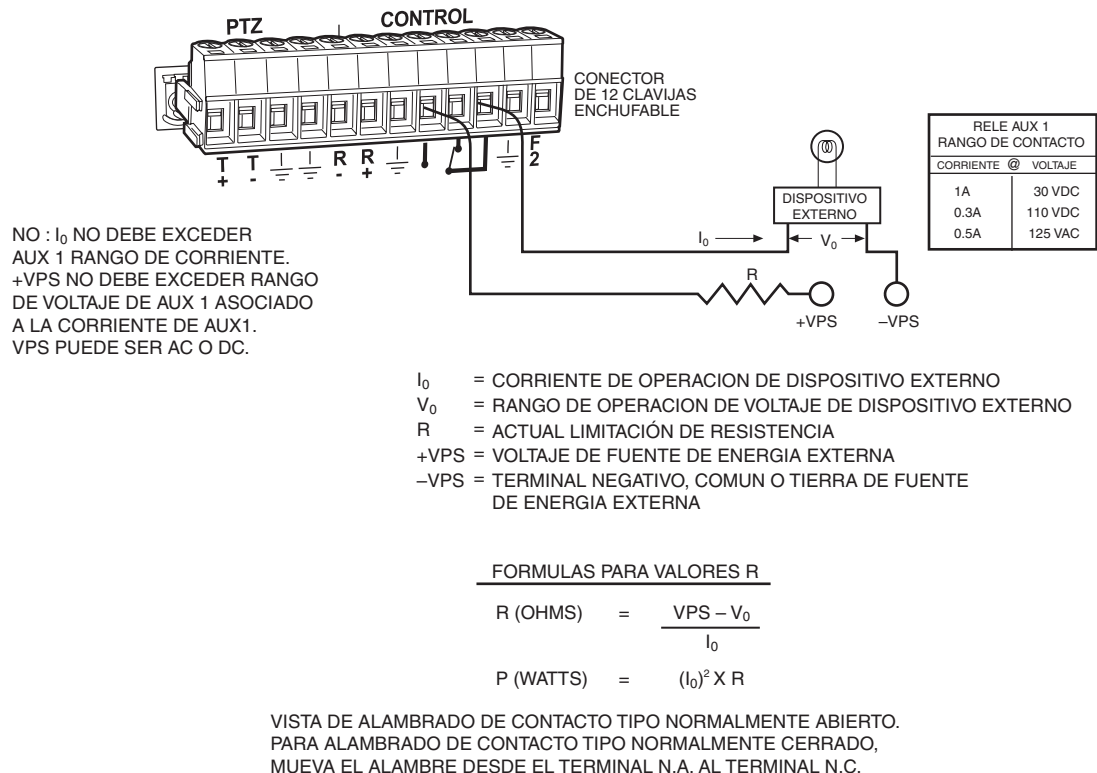 PTZ CONTROL
CONECTOR
DE 12 CLAVIJAS
ENCHUFABLE
T + T - R - R + F 2
RELE AUX 1
RANGO DE CONTACTO
CORRIENTE @ VOLTAJE
1A 30 VDC
0.3A 110 VDC
0.5A 125 VAC
DISPOSITIVO
EXTERNO
I₀ V₀
R
+VPS –VPS
NO : I₀ NO DEBE EXCEDER
AUX 1 RANGO DE CORRIENTE.
+VPS NO DEBE EXCEDER RANGO
DE VOLTAJE DE AUX 1 ASOCIADO
A LA CORRIENTE DE AUX1.
VPS PUEDE SER AC O DC.
I₀ = CORRIENTE DE OPERACION DE DISPOSITIVO EXTERNO
V₀ = RANGO DE OPERACION DE VOLTAJE DE DISPOSITIVO EXTERNO
R = ACTUAL LIMITACIÓN DE RESISTENCIA
+VPS = VOLTAJE DE FUENTE DE ENERGIA EXTERNA
–VPS = TERMINAL NEGATIVO, COMUN O TIERRA DE FUENTE
DE ENERGIA EXTERNA
FORMULAS PARA VALORES R
R (OHMS) = VPS – V₀
I₀
P (WATTS) = (I₀)² X R
VISTA DE ALAMBRADO DE CONTACTO TIPO NORMALMENTE ABIERTO.
PARA ALAMBRADO DE CONTACTO TIPO NORMALMENTE CERRADO,
MUEVA EL ALAMBRE DESDE EL TERMINAL N.A. AL TERMINAL N.C.